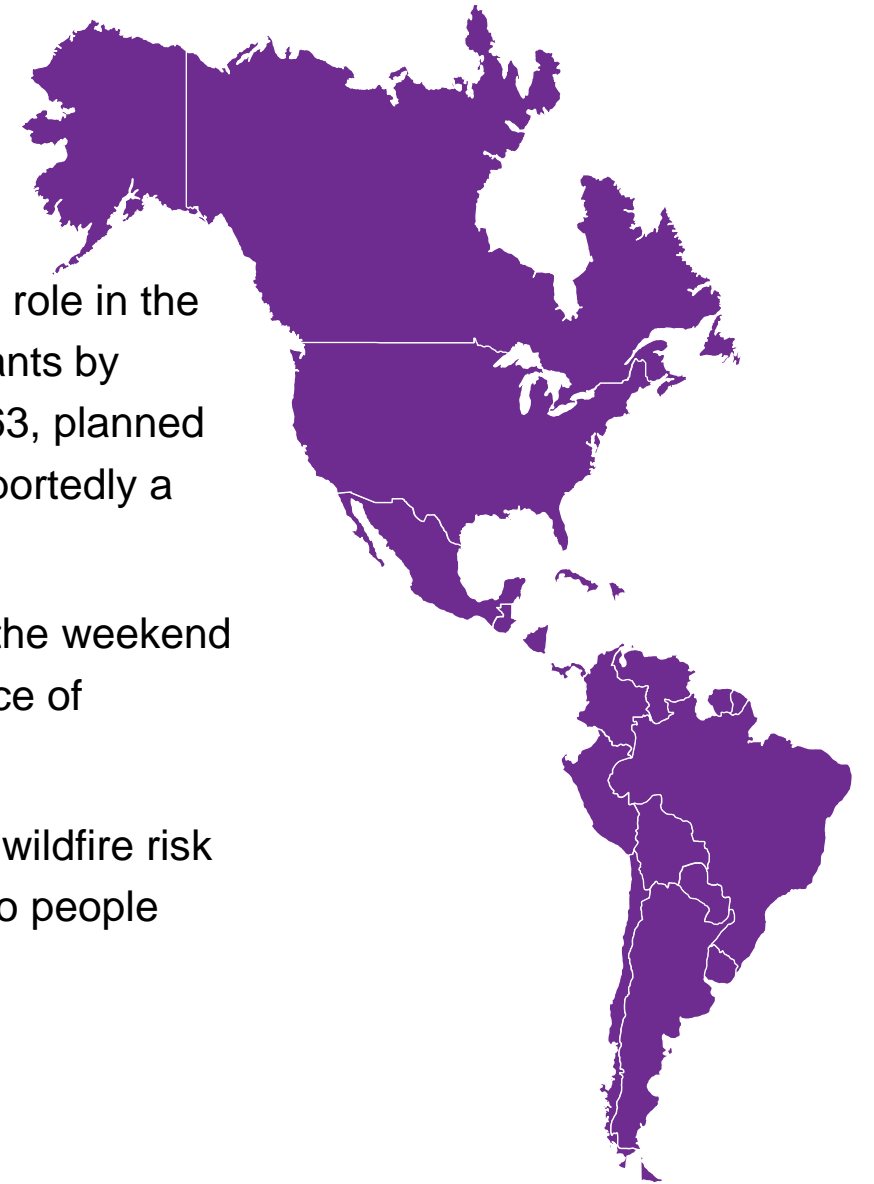 role in the
ants by
63, planned
portedly a
the weekend
ce of
wildfire risk
o people